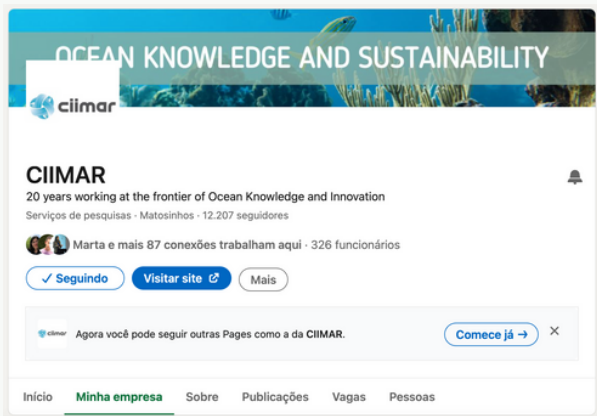 OCEAN KNOWLEDGE AND SUSTAINABILITY
ciimar
CIIMAR
20 years working at the frontier of Ocean Knowledge and Innovation
Serviços de pesquisas · Matosinhos · 12.207 seguidores
Marta e mais 87 conexões trabalham aqui · 326 funcionários
✓ Seguindo Visitar site Mais
ciimar Agora você pode seguir outras Pages como a da CIIMAR. Comece já → ×
Início Minha empresa Sobre Publicações Vagas Pessoas